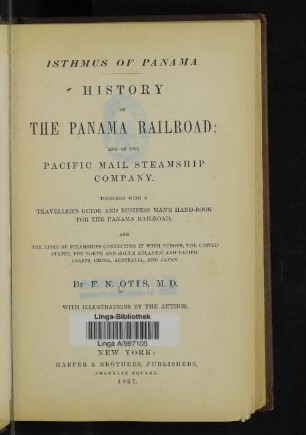 ISTHMUS OF PANAMA.
HISTORY
OF
THE PANAMA RAILROAD;
AND OF THE
PACIFIC MAIL STEAMSHIP
COMPANY.
TOGETHER WITH A
TRAVELLER'S GUIDE AND BUSINESS MAN'S HAND-BOOK
FOR THE PANAMA RAILROAD,
AND
THE LINES OF STEAMSHIPS CONNECTING IT WITH EUROPE, THE UNITED
STATES, THE NORTH AND SOUTH ATLANTIC AND PACIFIC
COASTS, CHINA, AUSTRALIA, AND JAPAN.
BY F. N. OTIS, M.D.
WITH ILLUSTRATIONS BY THE AUTHOR.
Linga-Bibliothek
Linga A/997105
NEW YORK:
HARPER & BROTHERS, PUBLISHERS,
FRANKLIN SQUARE.
1867.